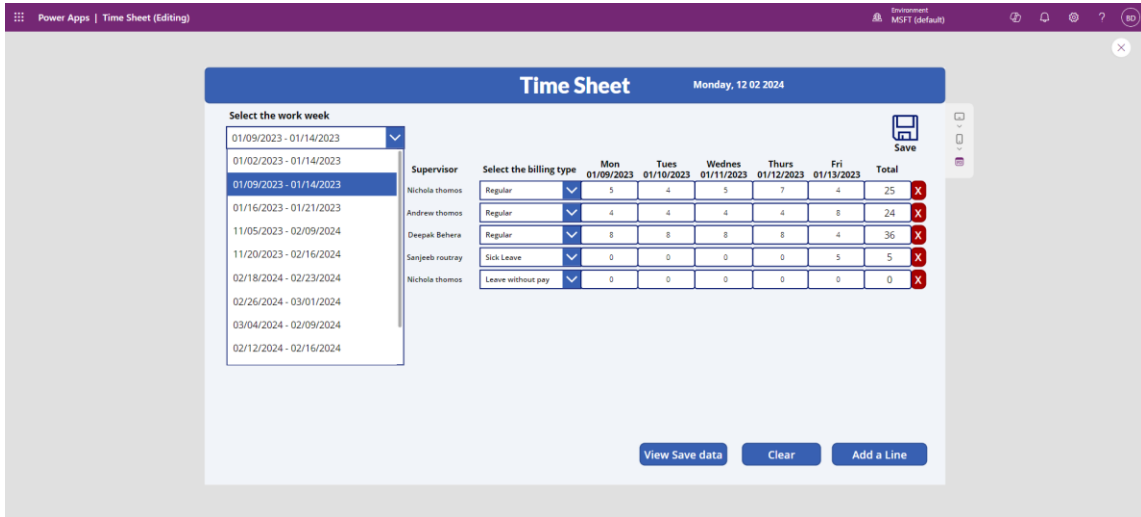 Power Apps | Time Sheet (Editing)
Environment
MSFT (default)
BD
Time Sheet
Monday, 12 02 2024
Select the work week
01/09/2023 - 01/14/2023
Save
01/02/2023 - 01/14/2023
01/09/2023 - 01/14/2023
01/16/2023 - 01/21/2023
11/05/2023 - 02/09/2024
11/20/2023 - 02/16/2024
02/18/2024 - 02/23/2024
02/26/2024 - 03/01/2024
03/04/2024 - 02/09/2024
02/12/2024 - 02/16/2024
Supervisor Select the billing type Mon 01/09/2023 Tues 01/10/2023 Wednes 01/11/2023 Thurs 01/12/2023 Fri 01/13/2023 Total
Nichola thomos Regular 5 4 5 7 4 25 X
Andrew thomos Regular 4 4 4 4 8 24 X
Deepak Behera Regular 8 8 8 8 4 36 X
Sanjeeb routray Sick Leave 0 0 0 0 5 5 X
Nichola thomos Leave without pay 0 0 0 0 0 0 X
View Save data Clear Add a Line